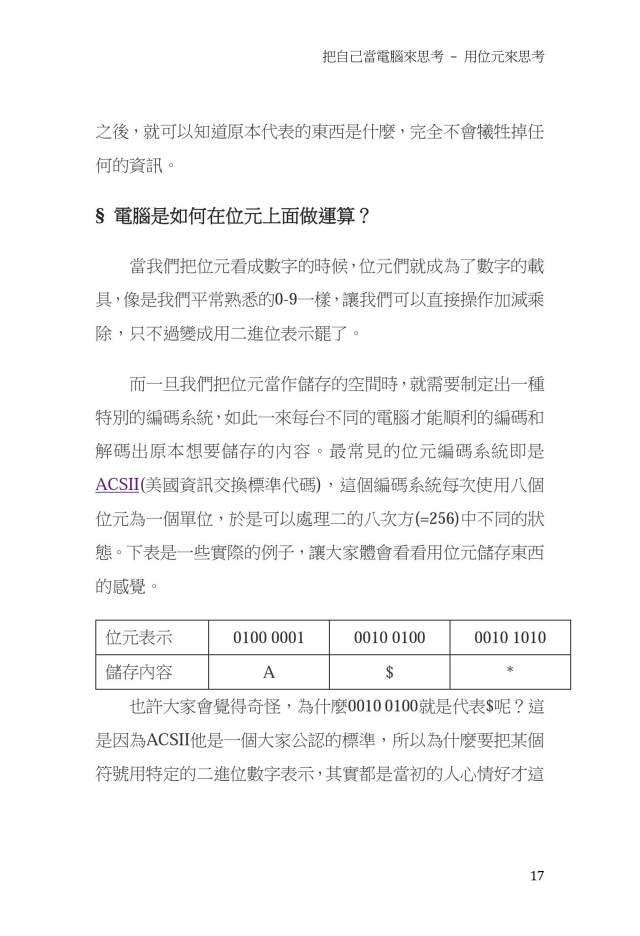 把自己當電腦來思考 – 用位元來思考
之後，就可以知道原本代表的東西是什麼，完全不會犧牲掉任
何的資訊。
§ 電腦是如何在位元上面做運算？
當我們把位元看成數字的時候，位元們就成為了數字的載
具，像是我們平常熟悉的0-9一樣，讓我們可以直接操作加減乘
除，只不過變成用二進位表示罷了。
而一旦我們把位元當作儲存的空間時，就需要制定出一種
特別的編碼系統，如此一來每台不同的電腦才能順利的編碼和
解碼出原本想要儲存的內容。最常見的位元編碼系統即是
ACSII(美國資訊交換標準代碼)，這個編碼系統每次使用八個
位元為一個單位，於是可以處理二的八次方(=256)中不同的狀
態。下表是一些實際的例子，讓大家體會看看用位元儲存東西
的感覺。
位元表示 0100 0001 0010 0100 0010 1010
儲存內容 A $ *
也許大家會覺得奇怪，為什麼0010 0100就是代表$呢？這
是因為ACSII他是一個大家公認的標準，所以為什麼要把某個
符號用特定的二進位數字表示，其實都是當初的人心情好才這
17